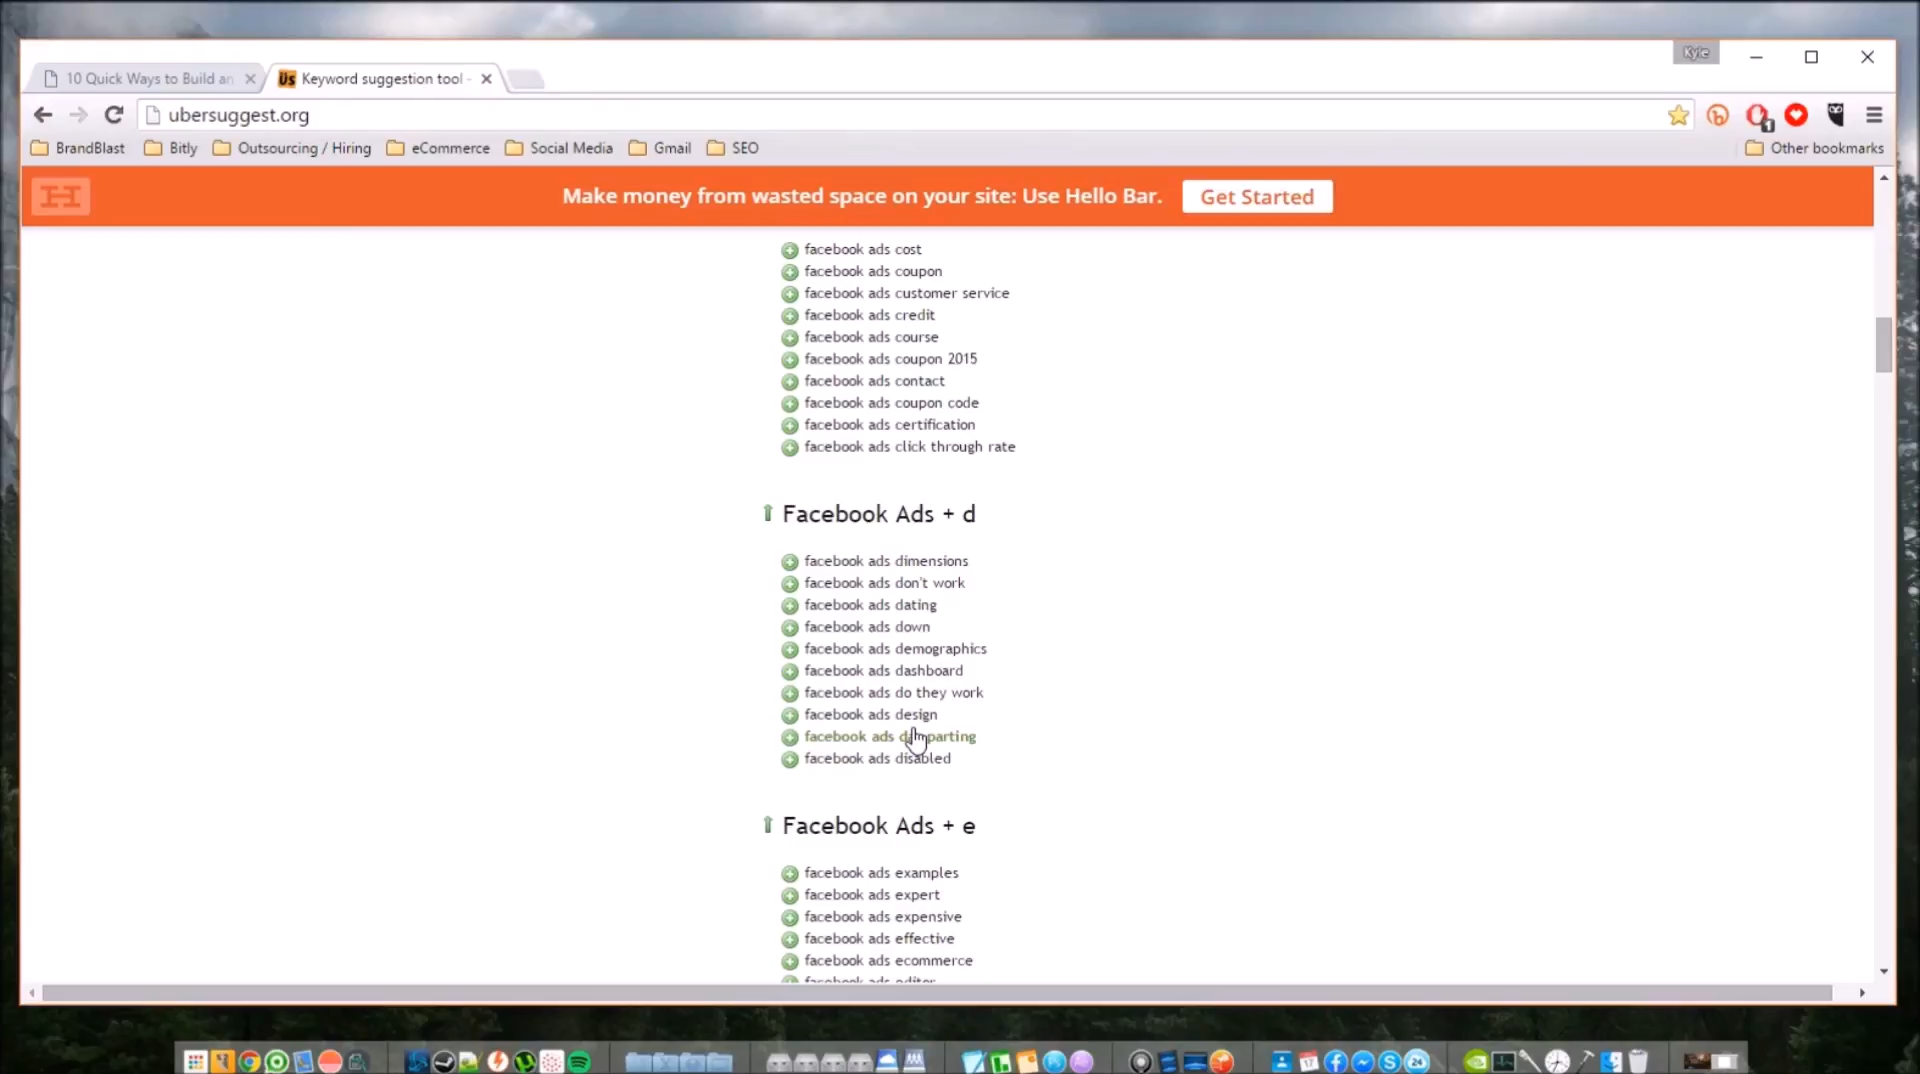 Kyle
10 Quick Ways to Build an
Keyword suggestion tool -
ubersuggest.org
BrandBlast
Bitly
Outsourcing / Hiring
eCommerce
Social Media
Gmail
SEO
Other bookmarks
Make money from wasted space on your site: Use Hello Bar.
Get Started
facebook ads cost
facebook ads coupon
facebook ads customer service
facebook ads credit
facebook ads course
facebook ads coupon 2015
facebook ads contact
facebook ads coupon code
facebook ads certification
facebook ads click through rate
Facebook Ads + d
facebook ads dimensions
facebook ads don't work
facebook ads dating
facebook ads down
facebook ads demographics
facebook ads dashboard
facebook ads do they work
facebook ads design
facebook ads
facebook ads disabled
Facebook Ads + e
facebook ads examples
facebook ads expert
facebook ads expensive
facebook ads effective
facebook ads ecommerce
facebook ads editor